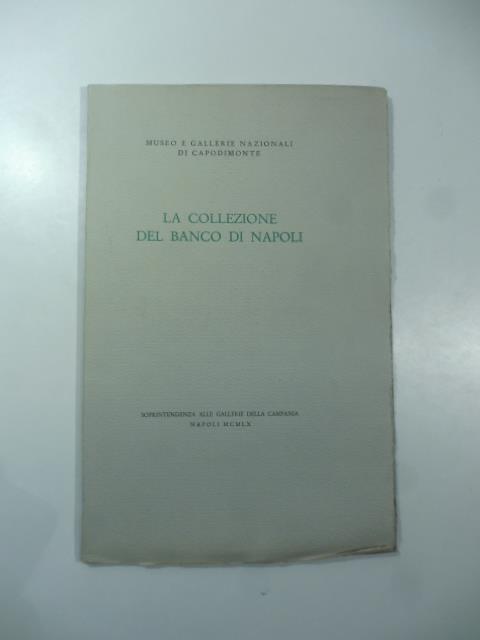 MUSEO E GALLERIE NAZIONALI
DI CAPODIMONTE
LA COLLEZIONE
DEL BANCO DI NAPOLI
SOPRINTENDENZA ALLE GALLERIE DELLA CAMPANIA
NAPOLI MCMLX